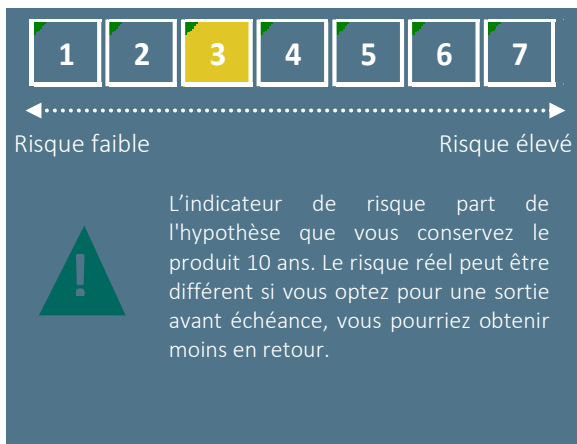 1 2 3 4 5 6 7
Risque faible Risque élevé
L’indicateur de risque part de
l'hypothèse que vous conservez le
produit 10 ans. Le risque réel peut être
différent si vous optez pour une sortie
avant échéance, vous pourriez obtenir
moins en retour.
!